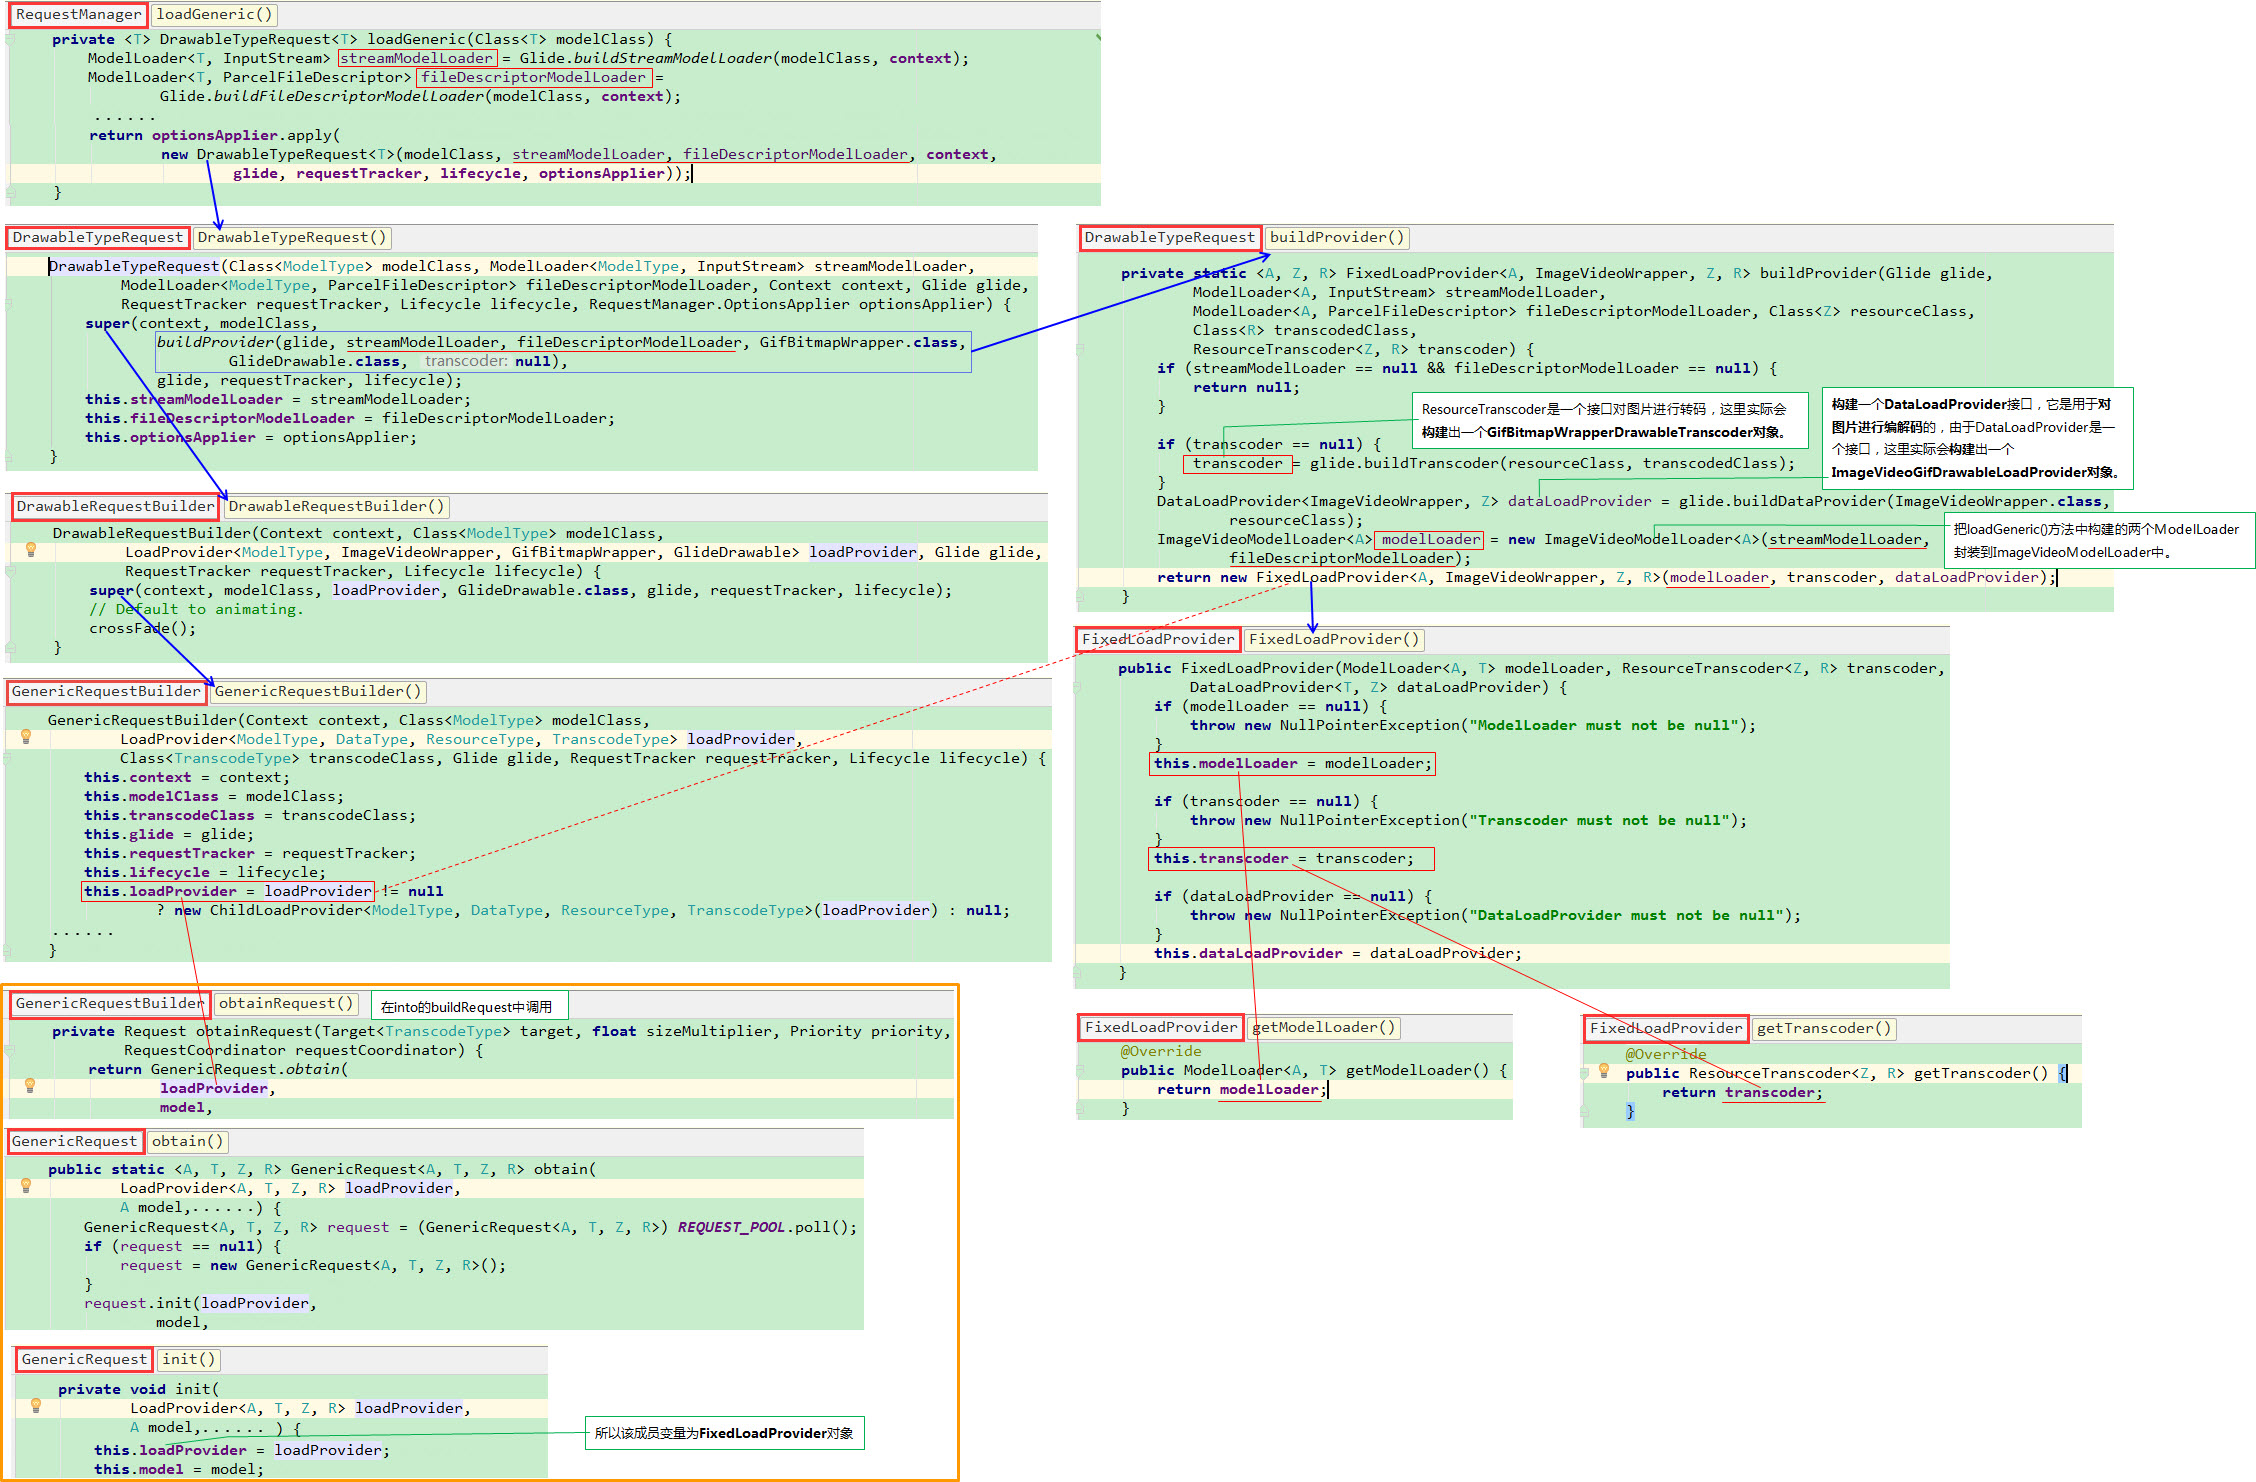 RequestManager loadGeneric()
private <T> DrawableTypeRequest<T> loadGeneric(Class<T> modelClass) {
ModelLoader<T, InputStream> streamModelLoader = Glide.buildStreamModelLoader(modelClass, context);
ModelLoader<T, ParcelFileDescriptor> fileDescriptorModelLoader =
Glide.buildFileDescriptorModelLoader(modelClass, context);
......
return optionsApplier.apply(
new DrawableTypeRequest<T>(modelClass, streamModelLoader, fileDescriptorModelLoader, context,
glide, requestTracker, lifecycle, optionsApplier));
}
DrawableTypeRequest DrawableTypeRequest()
DrawableTypeRequest(Class<ModelType> modelClass, ModelLoader<ModelType, InputStream> streamModelLoader,
ModelLoader<ModelType, ParcelFileDescriptor> fileDescriptorModelLoader, Context context, Glide glide,
RequestTracker requestTracker, Lifecycle lifecycle, RequestManager.OptionsApplier optionsApplier) {
super(context, modelClass,
buildProvider(glide, streamModelLoader, fileDescriptorModelLoader, GifBitmapWrapper.class,
GlideDrawable.class, transcoder: null),
glide, requestTracker, lifecycle);
this.streamModelLoader = streamModelLoader;
this.fileDescriptorModelLoader = fileDescriptorModelLoader;
this.optionsApplier = optionsApplier;
}
DrawableRequestBuilder DrawableRequestBuilder()
DrawableRequestBuilder(Context context, Class<ModelType> modelClass,
LoadProvider<ModelType, ImageVideoWrapper, GifBitmapWrapper, GlideDrawable> loadProvider, Glide glide,
RequestTracker requestTracker, Lifecycle lifecycle) {
super(context, modelClass, loadProvider, GlideDrawable.class, glide, requestTracker, lifecycle);
// Default to animating.
crossFade();
}
GenericRequestBuilder GenericRequestBuilder()
GenericRequestBuilder(Context context, Class<ModelType> modelClass,
LoadProvider<ModelType, DataType, ResourceType, TranscodeType> loadProvider,
Class<TranscodeType> transcodeClass, Glide glide, RequestTracker requestTracker, Lifecycle lifecycle) {
this.context = context;
this.modelClass = modelClass;
this.transcodeClass = transcodeClass;
this.glide = glide;
this.requestTracker = requestTracker;
this.lifecycle = lifecycle;
this.loadProvider = loadProvider != null
? new ChildLoadProvider<ModelType, DataType, ResourceType, TranscodeType>(loadProvider) : null;
......
}
GenericRequestBuilder obtainRequest() 在into的buildRequest中调用
private Request obtainRequest(Target<TranscodeType> target, float sizeMultiplier, Priority priority,
RequestCoordinator requestCoordinator) {
return GenericRequest.obtain(
loadProvider,
model,
GenericRequest obtain()
public static <A, T, Z, R> GenericRequest<A, T, Z, R> obtain(
LoadProvider<A, T, Z, R> loadProvider,
A model,......) {
GenericRequest<A, T, Z, R> request = (GenericRequest<A, T, Z, R>) REQUEST_POOL.poll();
if (request == null) {
request = new GenericRequest<A, T, Z, R>();
}
request.init(loadProvider,
model,
GenericRequest init()
private void init(
LoadProvider<A, T, Z, R> loadProvider,
A model,...... ) {
this.loadProvider = loadProvider;
this.model = model;
所以该成员变量为FixedLoadProvider对象
DrawableTypeRequest buildProvider()
private static <A, Z, R> FixedLoadProvider<A, ImageVideoWrapper, Z, R> buildProvider(Glide glide,
ModelLoader<A, InputStream> streamModelLoader,
ModelLoader<A, ParcelFileDescriptor> fileDescriptorModelLoader, Class<Z> resourceClass,
Class<R> transcodedClass,
ResourceTranscoder<Z, R> transcoder) {
if (streamModelLoader == null && fileDescriptorModelLoader == null) {
return null;
}
if (transcoder == null) {
transcoder = glide.buildTranscoder(resourceClass, transcodedClass);
}
DataLoadProvider<ImageVideoWrapper, Z> dataLoadProvider = glide.buildDataProvider(ImageVideoWrapper.class,
resourceClass);
ImageVideoModelLoader<A> modelLoader = new ImageVideoModelLoader<A>(streamModelLoader,
fileDescriptorModelLoader);
return new FixedLoadProvider<A, ImageVideoWrapper, Z, R>(modelLoader, transcoder, dataLoadProvider);
}
ResourceTranscoder是一个接口对图片进行转码，这里实际会
构建出一个GifBitmapWrapperDrawableTranscoder对象。
构建一个DataLoadProvider接口，它是用于对
图片进行编解码的，由于DataLoadProvider是一
个接口，这里实际会构建出一个
ImageVideoGifDrawableLoadProvider对象。
把loadGeneric()方法中构建的两个ModelLoader
封装到ImageVideoModelLoader中。
FixedLoadProvider FixedLoadProvider()
public FixedLoadProvider(ModelLoader<A, T> modelLoader, ResourceTranscoder<Z, R> transcoder,
DataLoadProvider<T, Z> dataLoadProvider) {
if (modelLoader == null) {
throw new NullPointerException("ModelLoader must not be null");
}
this.modelLoader = modelLoader;
if (transcoder == null) {
throw new NullPointerException("Transcoder must not be null");
}
this.transcoder = transcoder;
if (dataLoadProvider == null) {
throw new NullPointerException("DataLoadProvider must not be null");
}
this.dataLoadProvider = dataLoadProvider;
}
FixedLoadProvider getModelLoader()
@Override
public ModelLoader<A, T> getModelLoader() {
return modelLoader;
}
FixedLoadProvider getTranscoder()
@Override
public ResourceTranscoder<Z, R> getTranscoder() {
return transcoder;
}